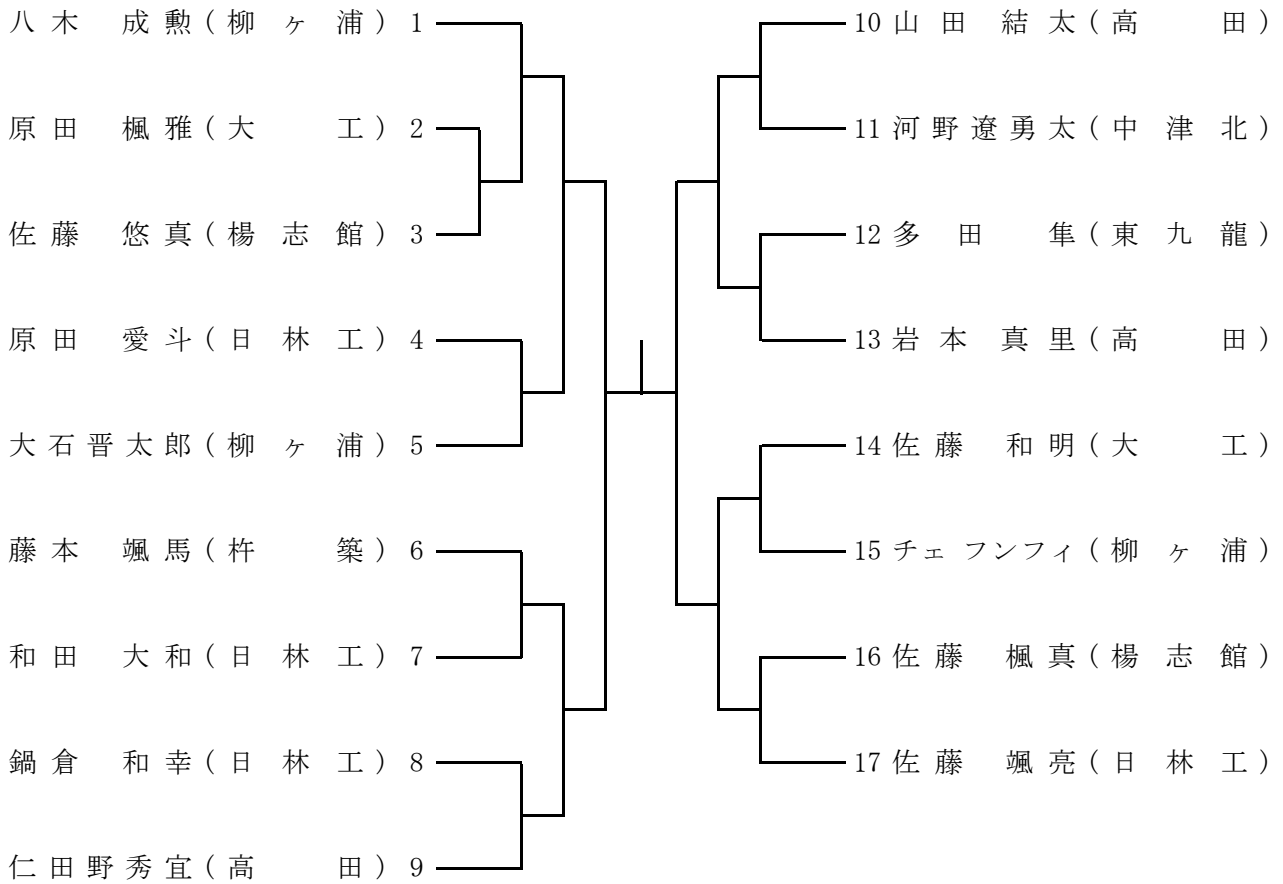 八木 成勲(柳ヶ浦) 1
原田 楓雅(大 工) 2
佐藤 悠真(楊志館) 3
原田 愛斗(日林工) 4
大石晋太郎(柳ヶ浦) 5
藤本 颯馬(杵 築) 6
和田 大和(日林工) 7
鍋倉 和幸(日林工) 8
仁田野秀宜(高 田) 9
10 山田 結太(高 田)
11 河野遼勇太(中津北)
12 多田 隼(東九龍)
13 岩本 真里(高 田)
14 佐藤 和明(大 工)
15 チェ フンフィ(柳ヶ浦)
16 佐藤 楓真(楊志館)
17 佐藤 颯亮(日林工)